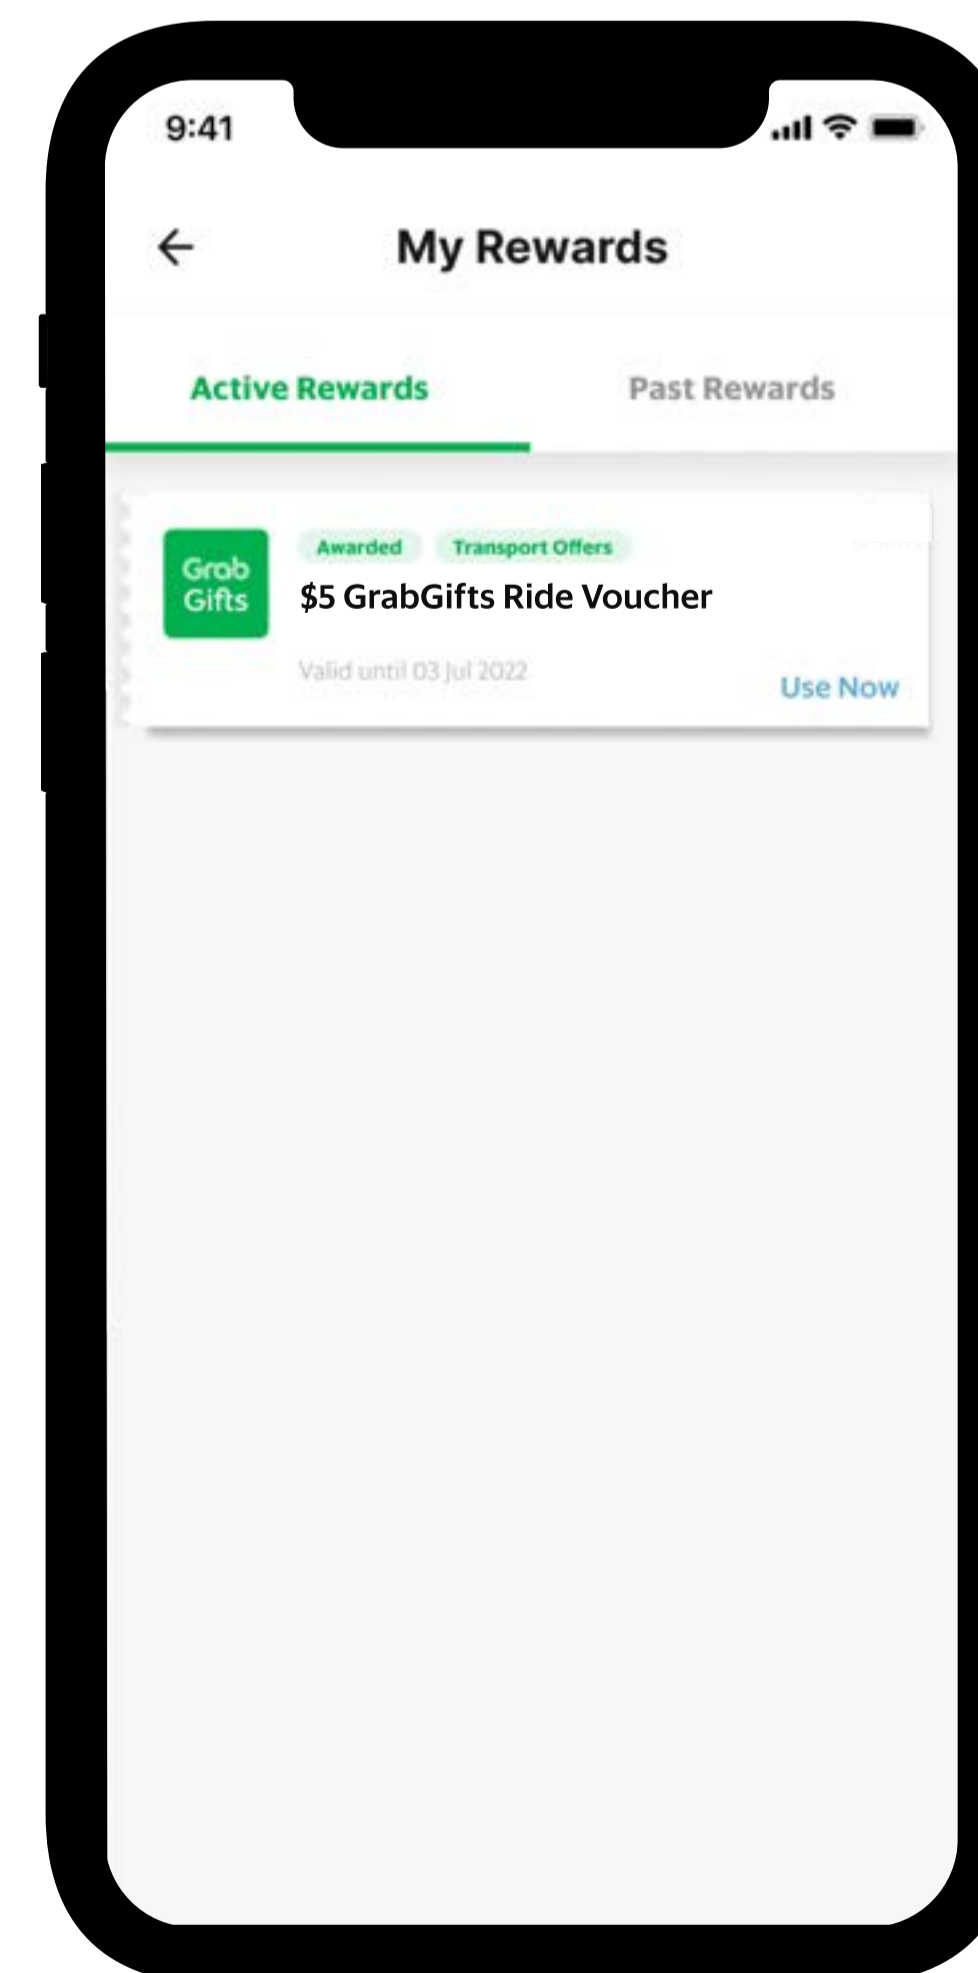 9:41
My Rewards
Active Rewards
Past Rewards
Grab
Gifts
Awarded
Transport Offers
$5 GrabGifts Ride Voucher
Valid until 03 Jul 2022
Use Now